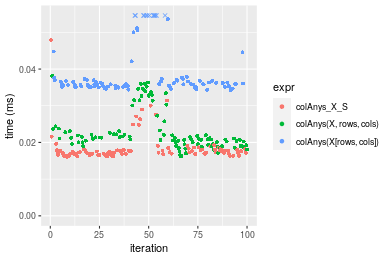 0.04
0.02
0.00
time (ms)
0
25
50
75
100
iteration
expr
colAnys_X_S
colAnys(X, rows, cols)
colAnys(X[rows, cols])